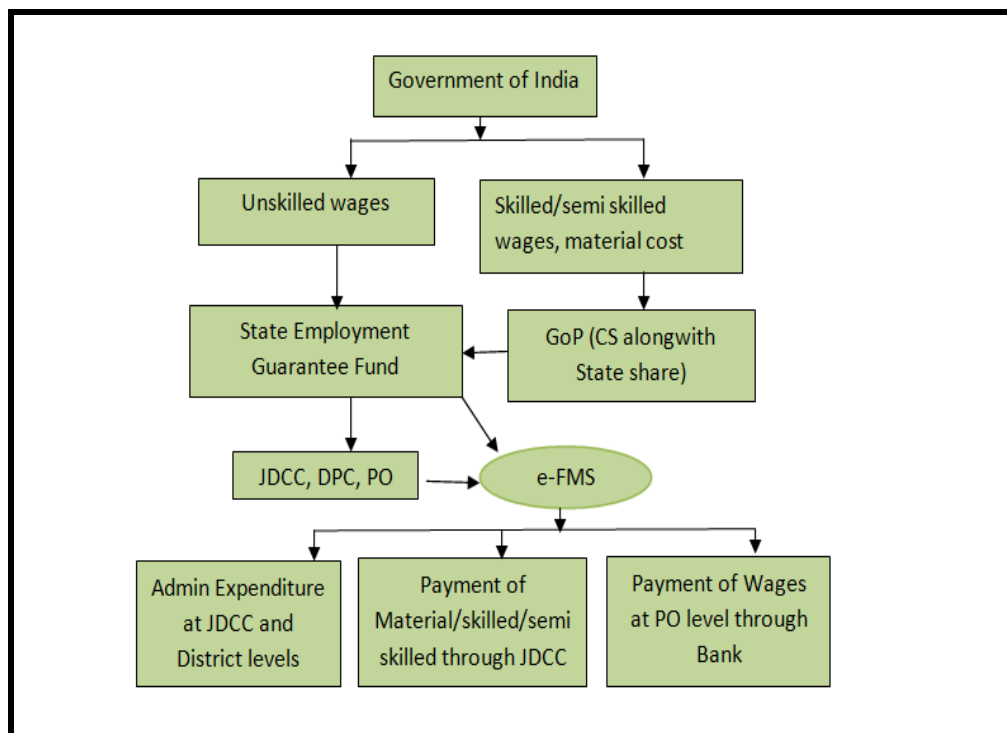 Government of India
Unskilled wages
Skilled/semi skilled
wages, material cost
State Employment
Guarantee Fund
GoP (CS alongwith
State share)
JDCC, DPC, PO
e-FMS
Admin Expenditure
at JDCC and
District levels
Payment of
Material/skilled/semi
skilled through JDCC
Payment of Wages
at PO level through
Bank